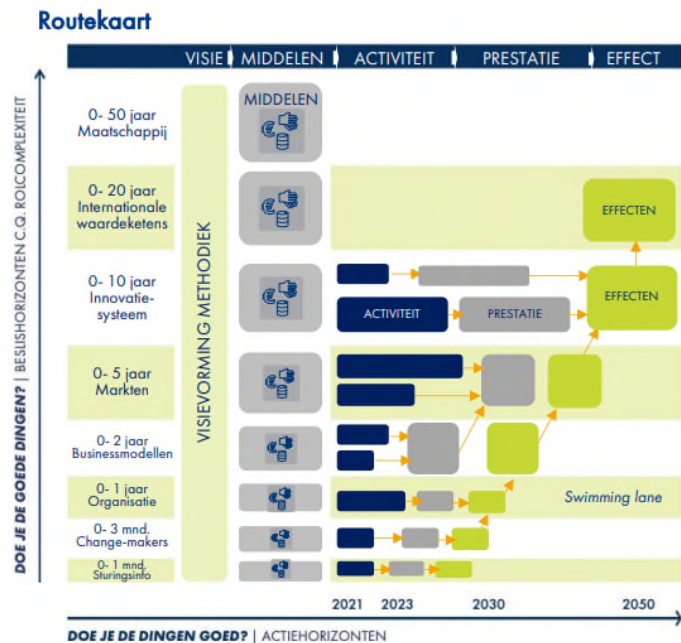 Routekaart
VISIE MIDDELEN ACTIVITEIT PRESTATIE EFFECT
BESLISHORIZONTEN C.Q. ROLCOMPLEXITEIT
DOE JE DE GOEDE DINGEN? |
0- 50 jaar
Maatschappij
0- 20 jaar
Internationale
waardeketens
0- 10 jaar
Innovatie-
systeem
0- 5 jaar
Markten
0- 2 jaar
Businessmodellen
0- 1 jaar
Organisatie
0- 3 mnd.
Change-makers
0- 1 mnd.
Sturingsinfo
VISIEVORMING METHODIEK
MIDDELEN
EFFECTEN
EFFECTEN
ACTIVITEIT
PRESTATIE
Swimming lane
2021 2023 2030 2050
DOE JE DE DINGEN GOED? | ACTIEHORIZONTEN